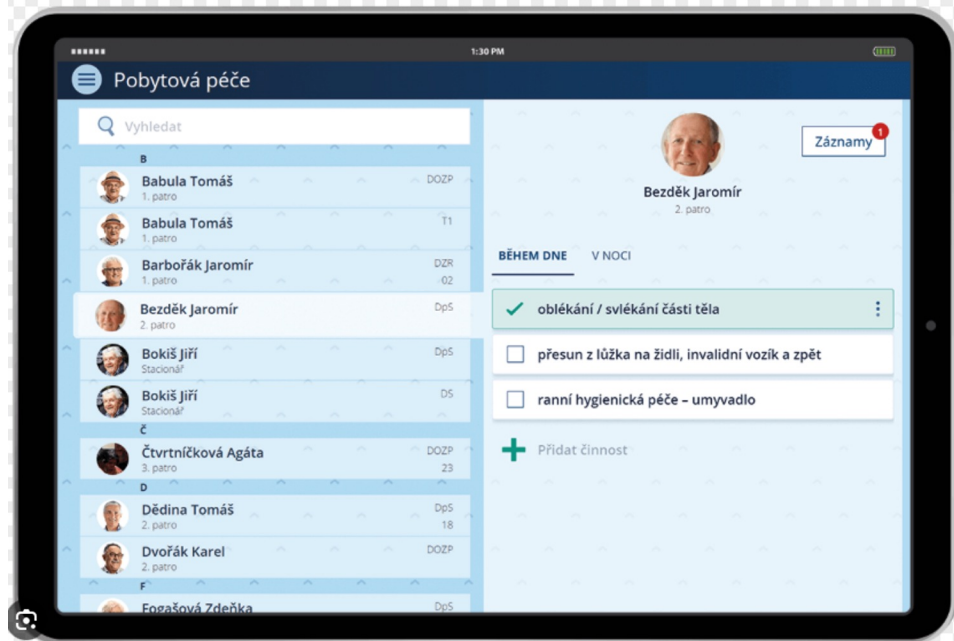 1:30 PM
Pobytová péče
Vyhledat
B
Babula Tomáš DOZP
1. patro
Babula Tomáš T1
1. patro
Barbořák Jaromír DZR
1. patro 02
Bezděk Jaromír DpS
2. patro
Bokiš Jiří DpS
Stacionář
Bokiš Jiří DS
Stacionář
Č
Čtvrtníčková Agáta DOZP
3. patro 23
D
Dědina Tomáš DpS
2. patro 18
Dvořák Karel DOZP
2. patro
F
Fogašová Zdeňka DpS
Záznamy 1
Bezděk Jaromír
2. patro
BĚHEM DNE V NOCI
oblékání / svlékání části těla
přesun z lůžka na židli, invalidní vozík a zpět
ranní hygienická péče – umyvadlo
Přidat činnost